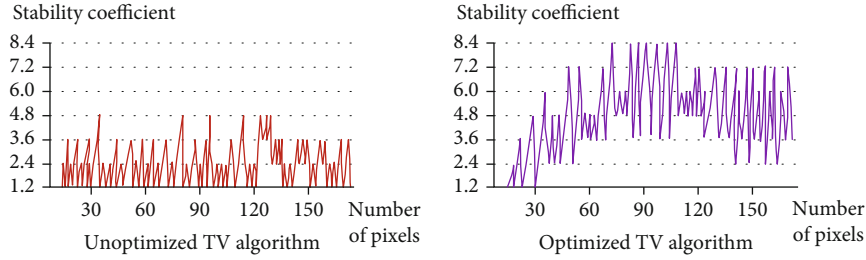 Stability coefficient
8.4
7.2
6.0
4.8
3.6
2.4
1.2
30 60 90 120 150
Number
of pixels
Unoptimized TV algorithm
Stability coefficient
8.4
7.2
6.0
4.8
3.6
2.4
1.2
30 60 90 120 150
Number
of pixels
Optimized TV algorithm